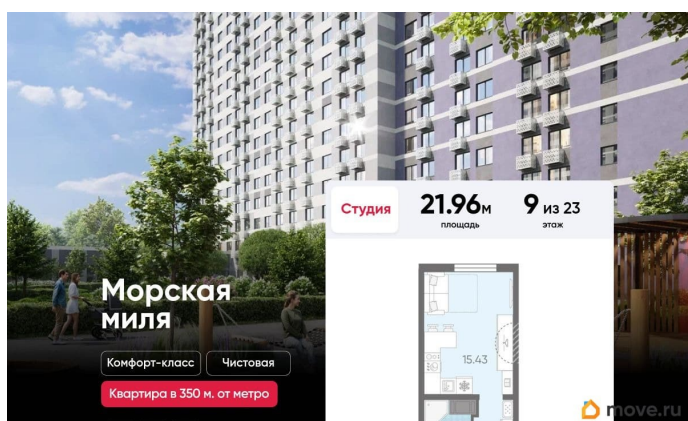 Студия
21.96м
площадь
9 из 23
этаж
Морская
миля
15.43
Комфорт-класс
Чистовая
Квартира в 350 м. от метро
move.ru